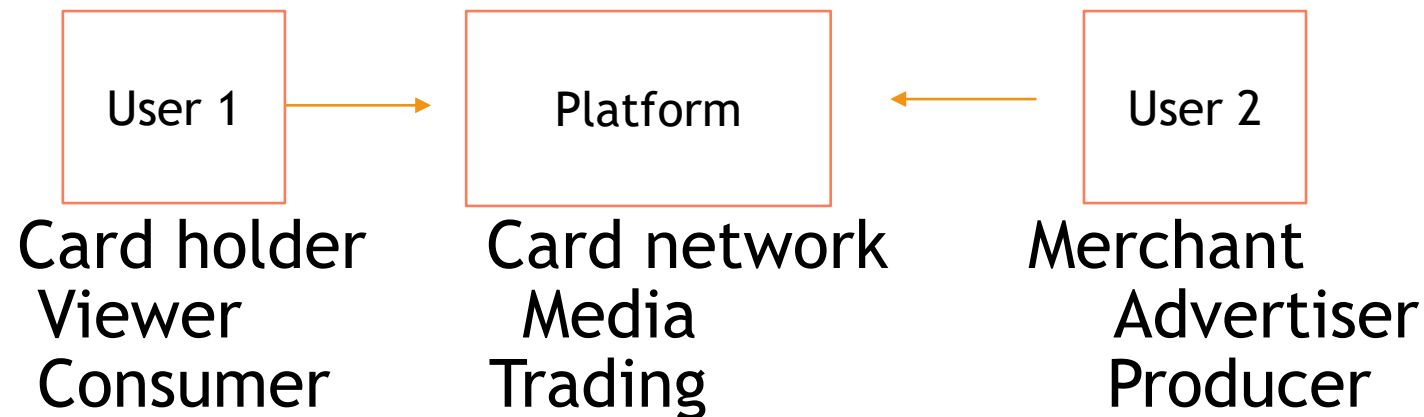 User 1 Platform User 2
Card holder Card network Merchant
Viewer Media Advertiser
Consumer Trading Producer